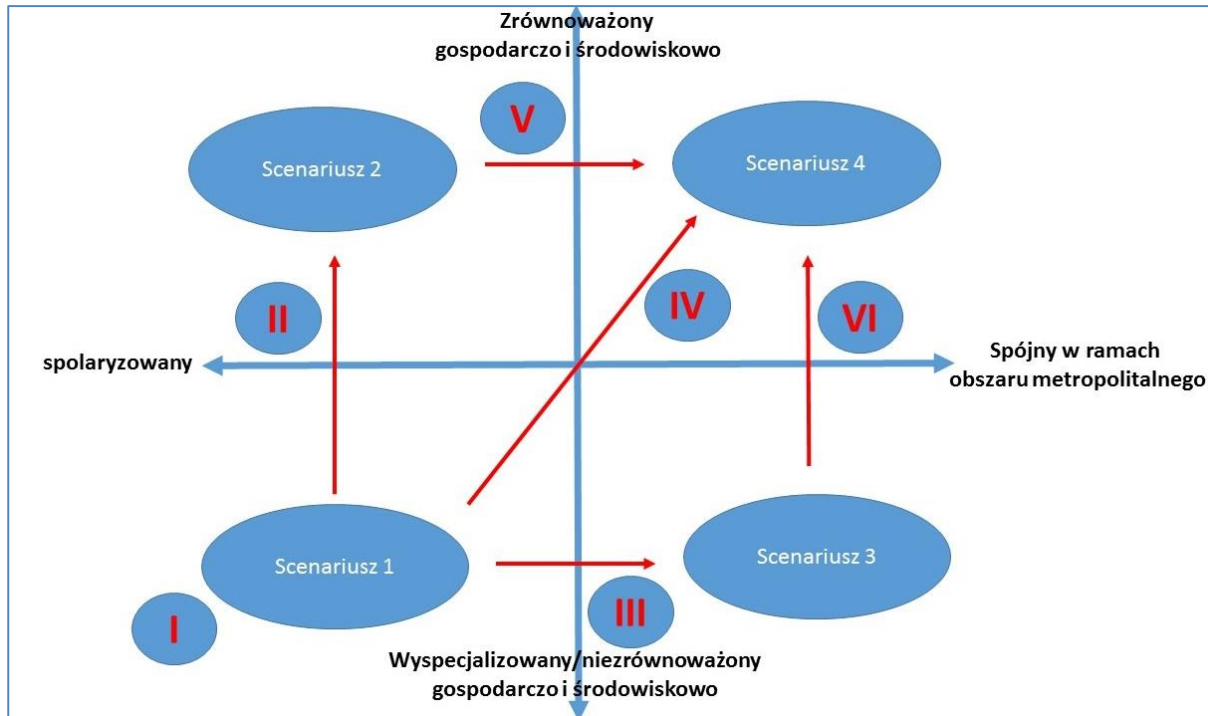 Zrównoważony
gospodarczo i środowiskowo
V
Scenariusz 2
Scenariusz 4
II
IV
VI
spolaryzowany
Spójny w ramach
obszaru metropolitalnego
Scenariusz 1
Scenariusz 3
I
III
Wyspecjalizowany/niezrównoważony
gospodarczo i środowiskowo